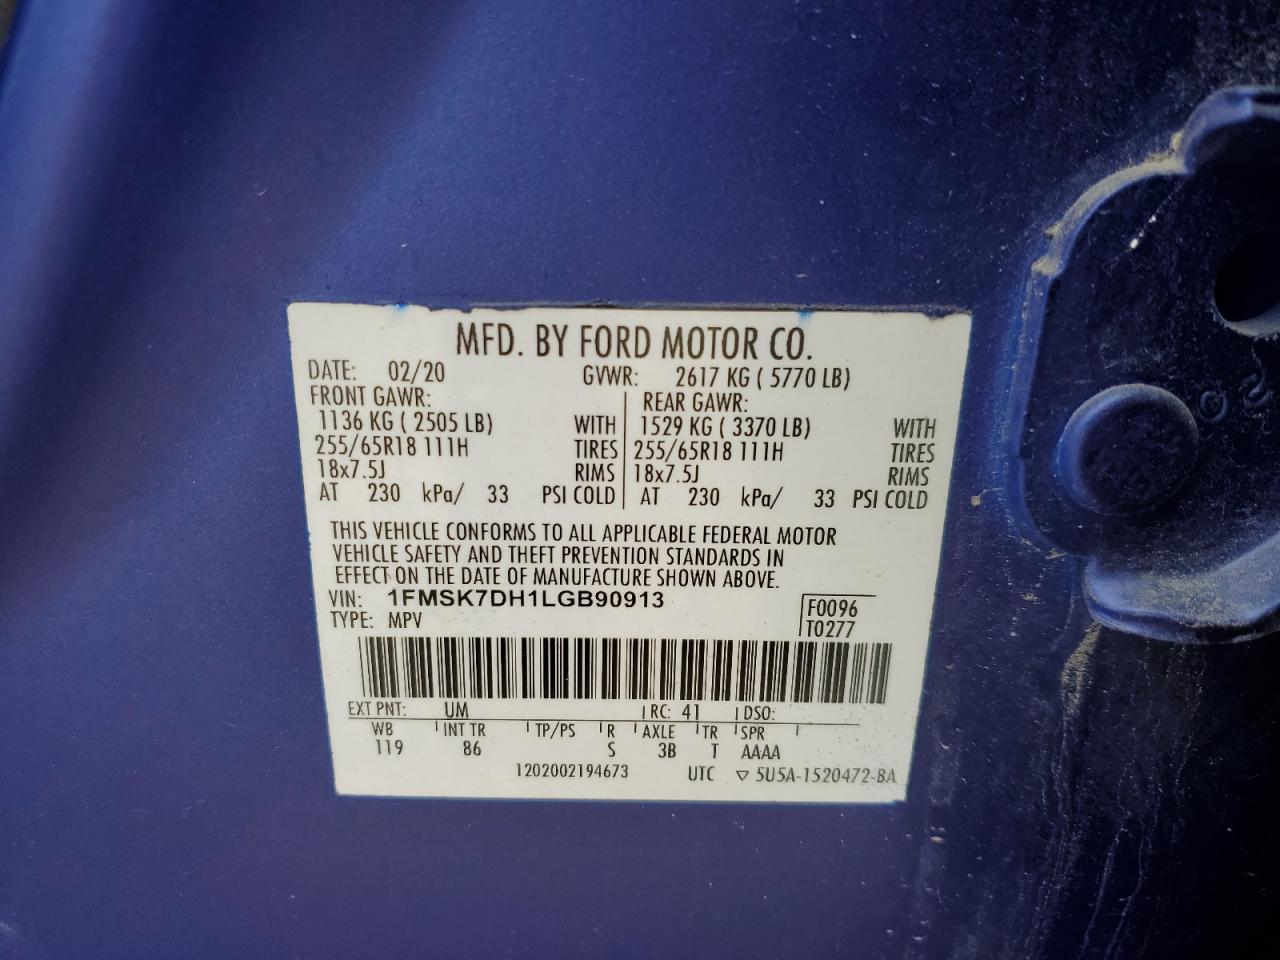 MFD. BY FORD MOTOR CO.
DATE: 02/20 GVWR: 2617 KG ( 5770 LB)
FRONT GAWR: REAR GAWR:
1136 KG ( 2505 LB) WITH 1529 KG ( 3370 LB) WITH
255/65R18 111H TIRES 255/65R18 111H TIRES
18x7.5J RIMS 18x7.5J RIMS
AT 230 kPa/ 33 PSI COLD AT 230 kPa/ 33 PSI COLD
THIS VEHICLE CONFORMS TO ALL APPLICABLE FEDERAL MOTOR
VEHICLE SAFETY AND THEFT PREVENTION STANDARDS IN
EFFECT ON THE DATE OF MANUFACTURE SHOWN ABOVE.
VIN: 1FMSK7DH1LGB90913 F0096
TYPE: MPV T0277
EXT PNT: UM RC: 41 DSO:
WB INT TR TP/PS R AXLE TR SPR
119 86 S 3B T AAAA
1202002194673 UTC ▽ 5U5A-1520472-BA